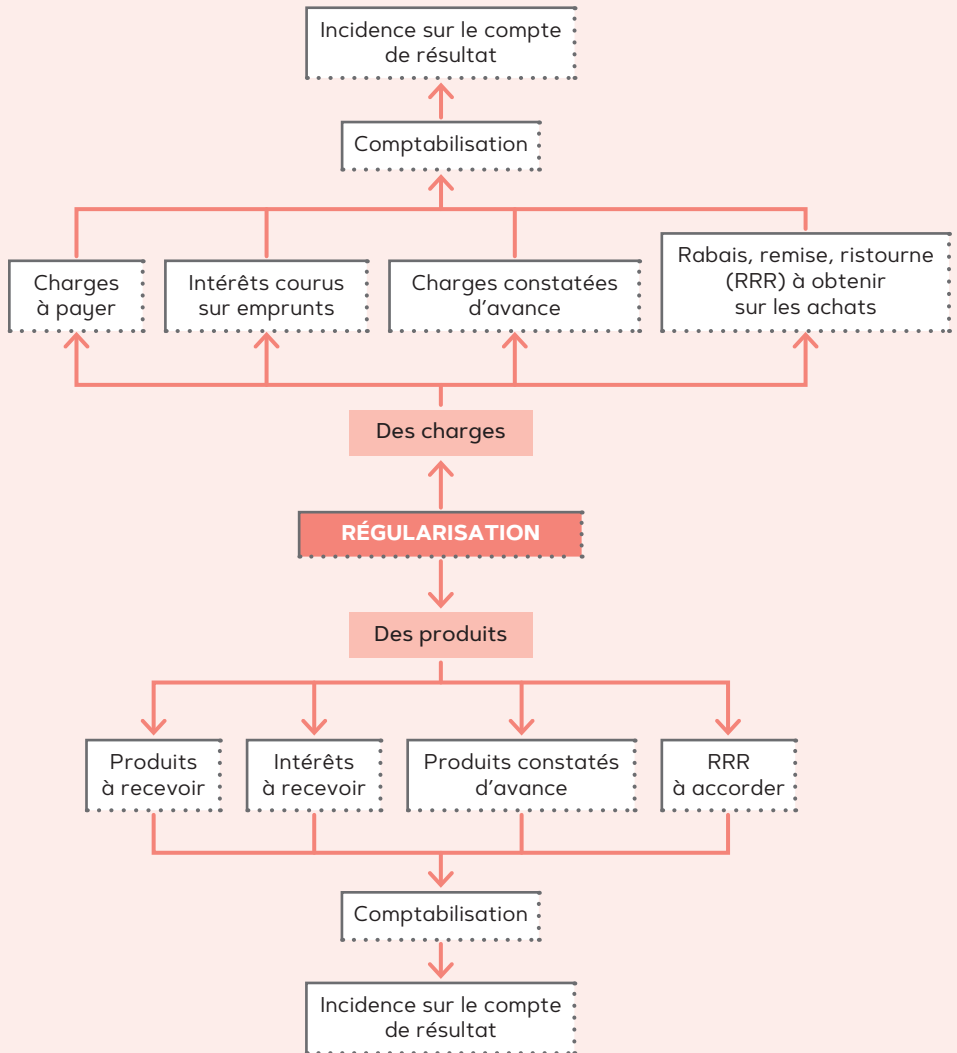 Incidence sur le compte
de résultat
Comptabilisation
Charges
à payer
Intérêts courus
sur emprunts
Charges constatées
d'avance
Rabais, remise, ristourne
(RRR) à obtenir
sur les achats
Des charges
RÉGULARISATION
Des produits
Produits
à recevoir
Intérêts
à recevoir
Produits constatés
d'avance
RRR
à accorder
Comptabilisation
Incidence sur le compte
de résultat